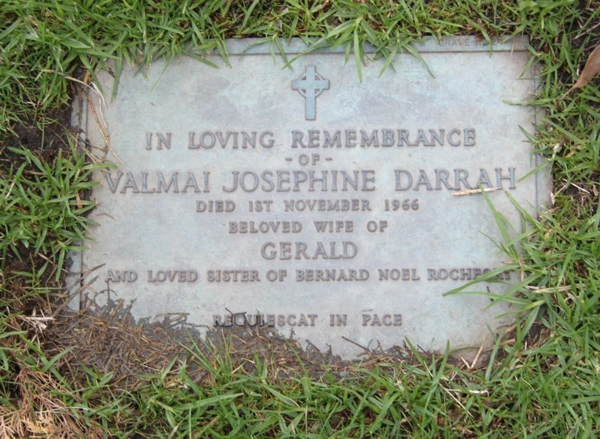 IN LOVING REMEMBRANCE
-OF-
VALMAI JOSEPHINE DARRAH
DIED 1ST NOVEMBER 1966
BELOVED WIFE OF
GERALD
AND LOVED SISTER OF BERNARD NOEL ROCHFORT
REQUIESCAT IN PACE